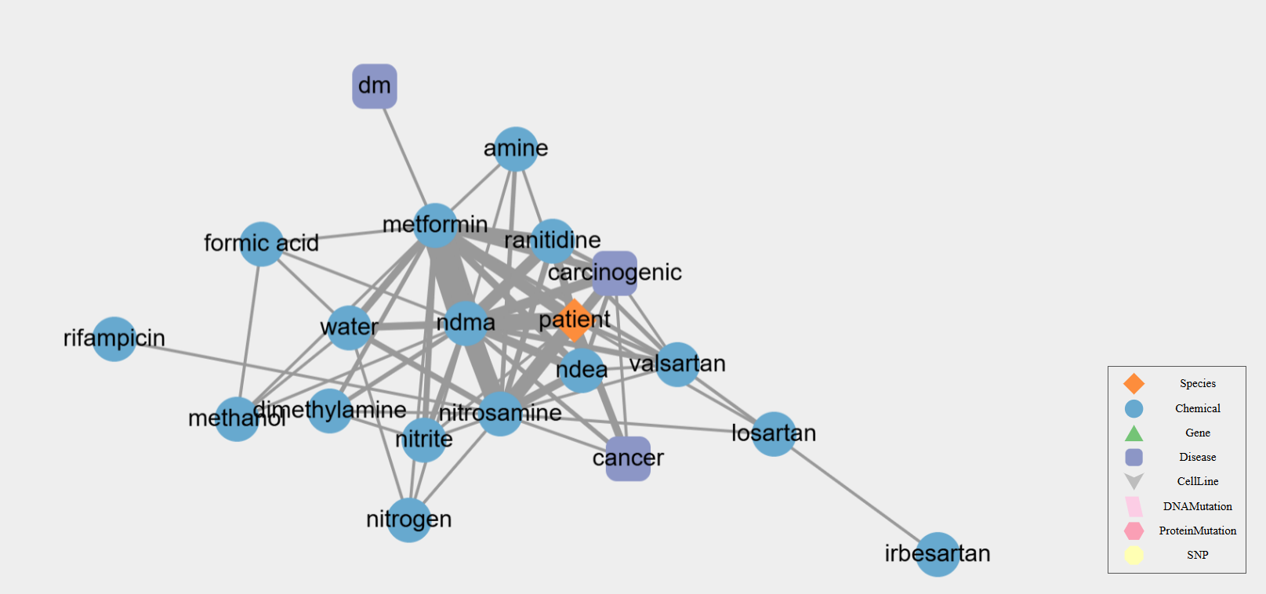 dm
amine
metformin
ranitidine
formic acid
carcinogenic
water
ndma
patient
rifampicin
ndea
valsartan
methanol
dimethylamine
nitrosamine
nitrite
losartan
cancer
nitrogen
irbesartan
Species
Chemical
Gene
Disease
CellLine
DNAMutation
ProteinMutation
SNP